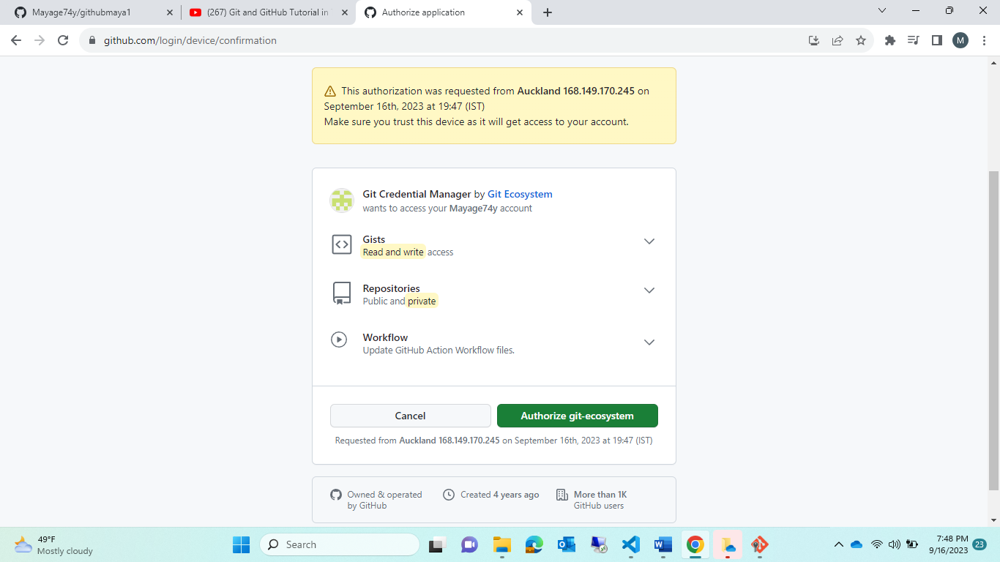 Mayage74y/githubmaya1
(267) Git and GitHub Tutorial in
Authorize application
github.com/login/device/confirmation
M
This authorization was requested from Auckland 168.149.170.245 on
September 16th, 2023 at 19:47 (IST)
Make sure you trust this device as it will get access to your account.
Git Credential Manager by Git Ecosystem
wants to access your Mayage74y account
Gists
Read and write access
Repositories
Public and private
Workflow
Update GitHub Action Workflow files.
Cancel
Authorize git-ecosystem
Requested from Auckland 168.149.170.245 on September 16th, 2023 at 19:47 (IST)
Owned & operated
by GitHub
Created 4 years ago
More than 1K
GitHub users
49°F
Mostly cloudy
Search
7:48 PM
9/16/2023
23